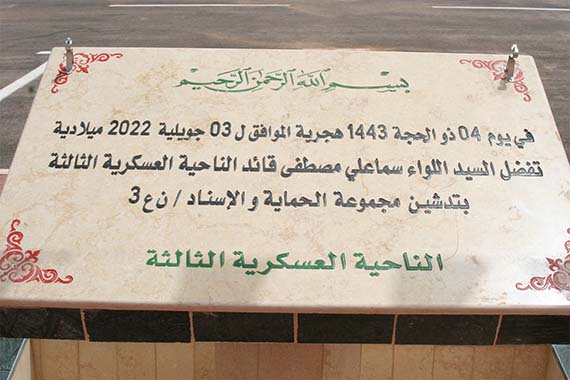 بسم الله الرحمن الرحيم
في يوم 04 ذو الحجة 1443 هجرية الموافق ل 03 جويلية 2022 ميلادية
تفضل السيد اللواء سماعلي مصطفى قائد الناحية العسكرية الثالثة
بتدشين مجموعة الحماية و الإسناد / ن ع 3
الناحية العسكرية الثالثة